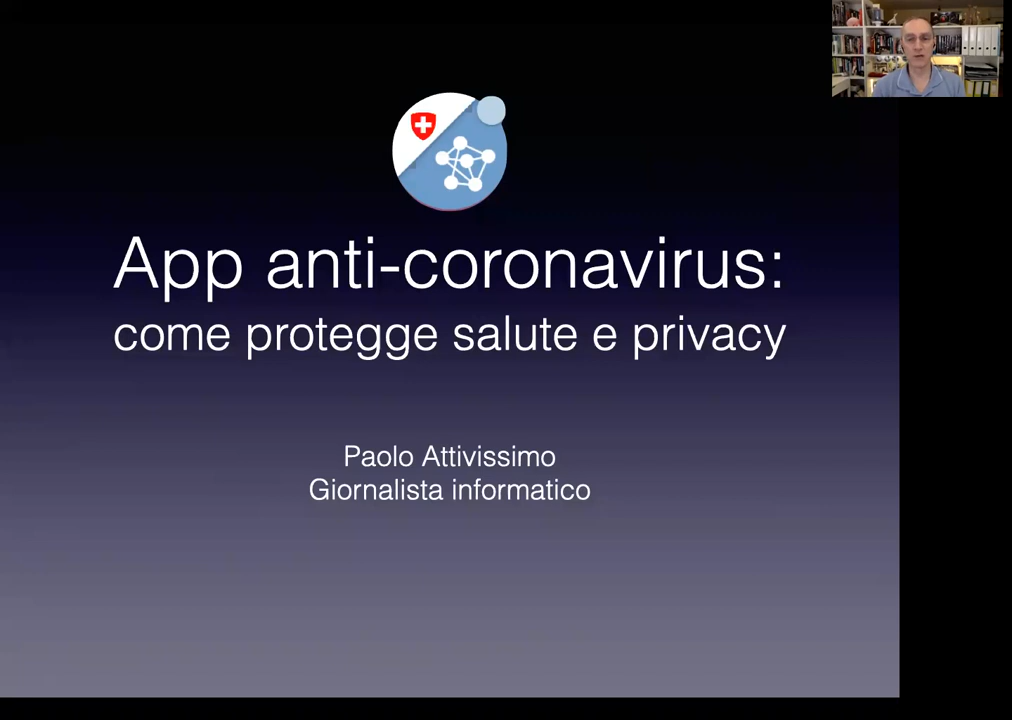 App anti-coronavirus:
come protegge salute e privacy
Paolo Attivissimo
Giornalista informatico